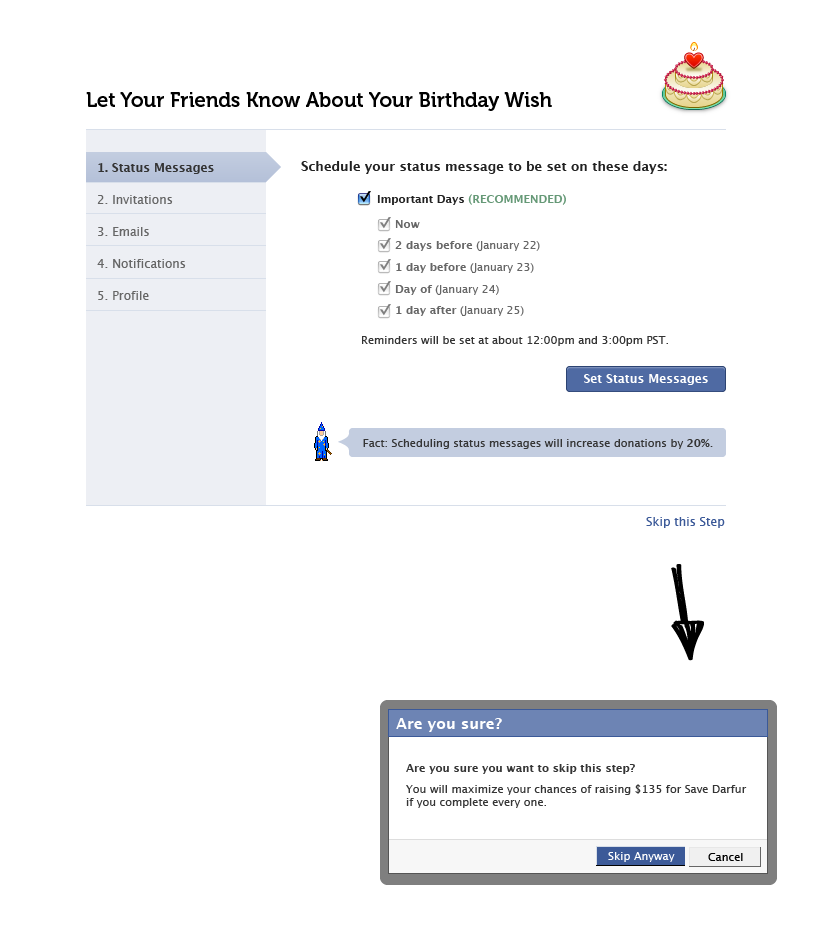 Let Your Friends Know About Your Birthday Wish
1. Status Messages
2. Invitations
3. Emails
4. Notifications
5. Profile
Schedule your status message to be set on these days:
Important Days (RECOMMENDED)
Now
2 days before (January 22)
1 day before (January 23)
Day of (January 24)
1 day after (January 25)
Reminders will be set at about 12:00pm and 3:00pm PST.
Set Status Messages
Fact: Scheduling status messages will increase donations by 20%.
Skip this Step
Are you sure?
Are you sure you want to skip this step?
You will maximize your chances of raising $135 for Save Darfur
if you complete every one.
Skip Anyway
Cancel